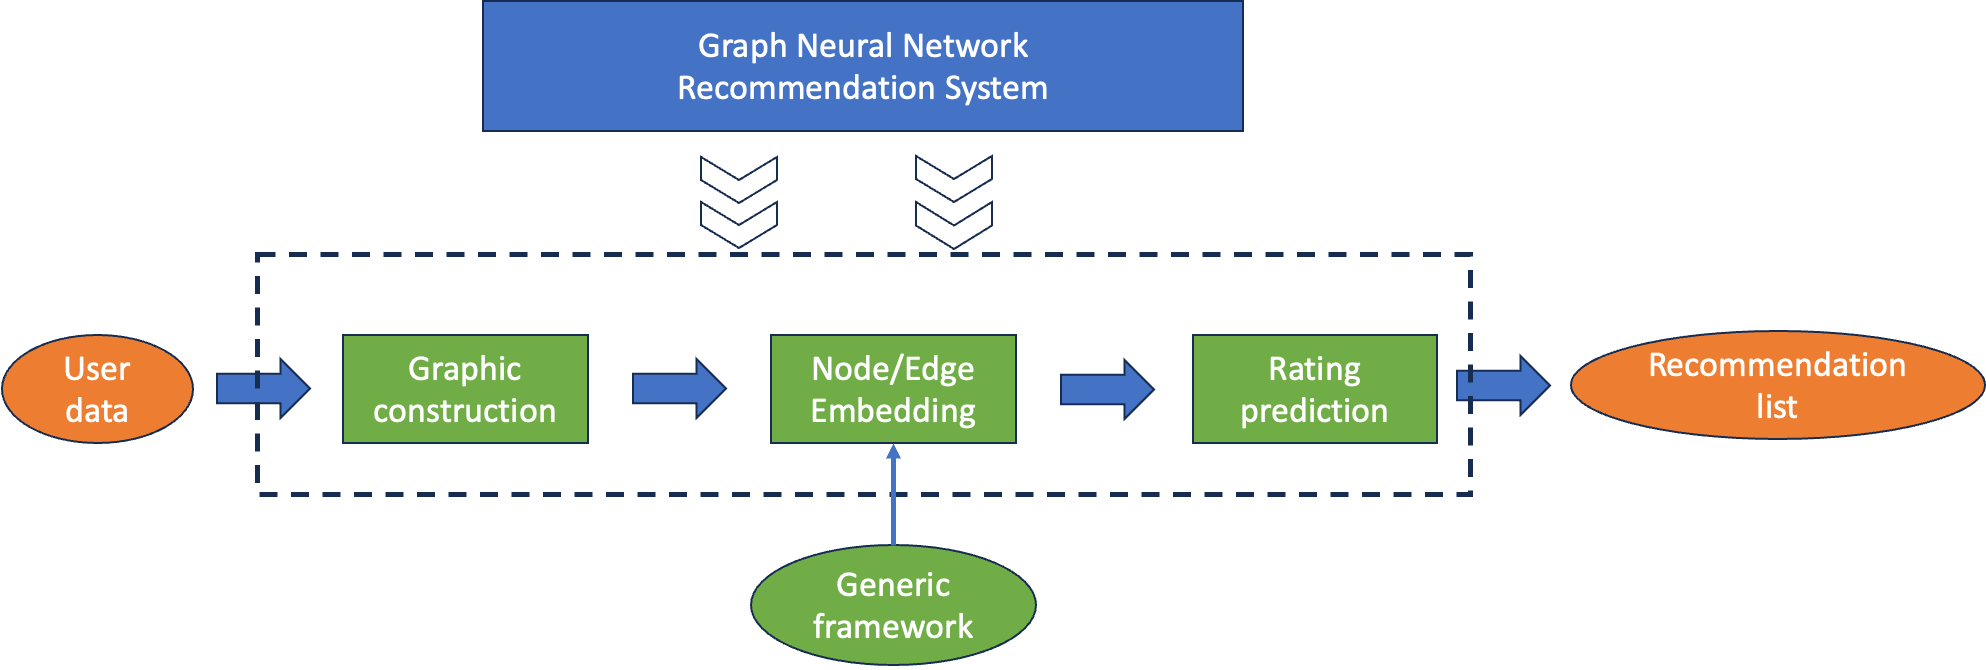 Graph Neural Network
Recommendation System
User
data
Graphic
construction
Node/Edge
Embedding
Rating
prediction
Recommendation
list
Generic
framework